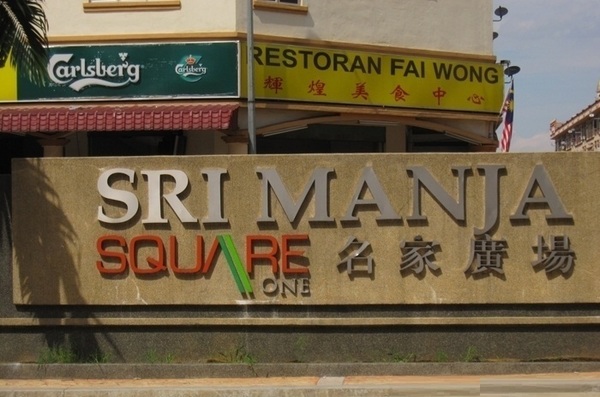 Carlsberg
Carlsberg
RESTORAN FAI WONG
輝煌美食中心
SRI MANJA
SQUARE
ONE
名家廣場